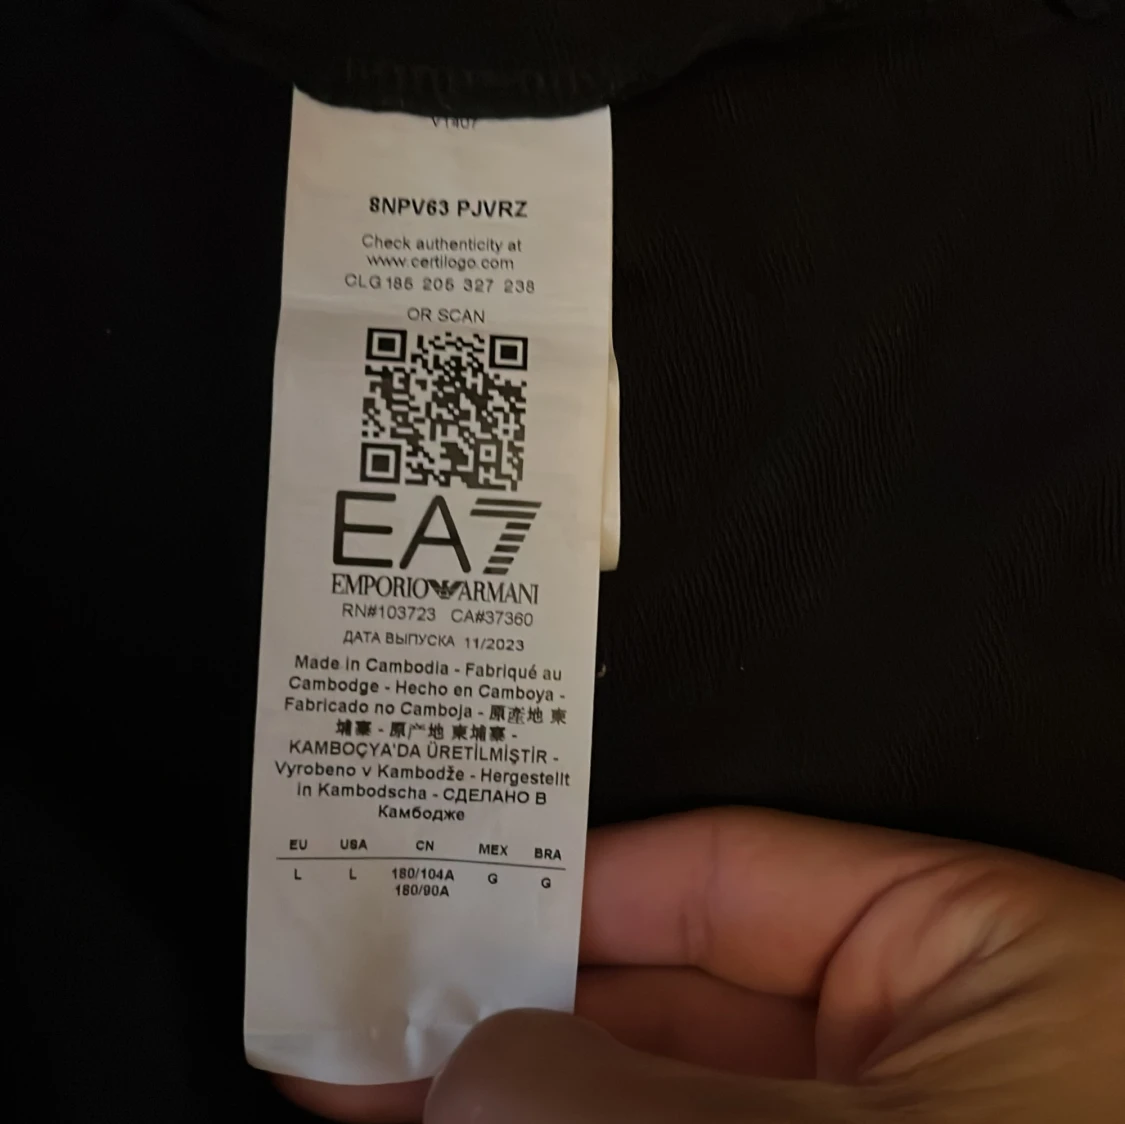 V1407
8NPV63 PJVRZ
Check authenticity at
www.certilogo.com
CLG 185 205 327 238
OR SCAN
EA7
EMPORIO ARMANI
RN#103723 CA#37360
ДАТА ВЫПУСКА 11/2023
Made in Cambodia - Fabriqué au
Cambodge - Hecho en Camboya -
Fabricado no Camboja - 原產地 柬
埔寨 - 原产地 柬埔寨 -
KAMBOÇYA'DA ÜRETİLMİŞTİR -
Vyrobeno v Kambodže - Hergestellt
in Kambodscha - СДЕЛАНО В
Камбодже
EU USA CN MEX BRA
L L 180/104A G G
180/90A